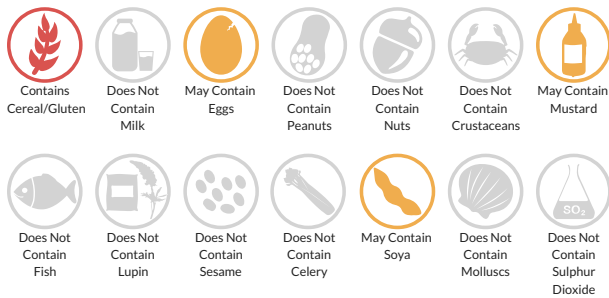 Contains
Cereal/Gluten
Does Not
Contain
Milk
May Contain
Eggs
Does Not
Contain
Peanuts
Does Not
Contain
Nuts
Does Not
Contain
Crustaceans
May Contain
Mustard
Does Not
Contain
Fish
Does Not
Contain
Lupin
Does Not
Contain
Sesame
Does Not
Contain
Celery
May Contain
Soya
Does Not
Contain
Molluscs
SO₂
Does Not
Contain
Sulphur
Dioxide